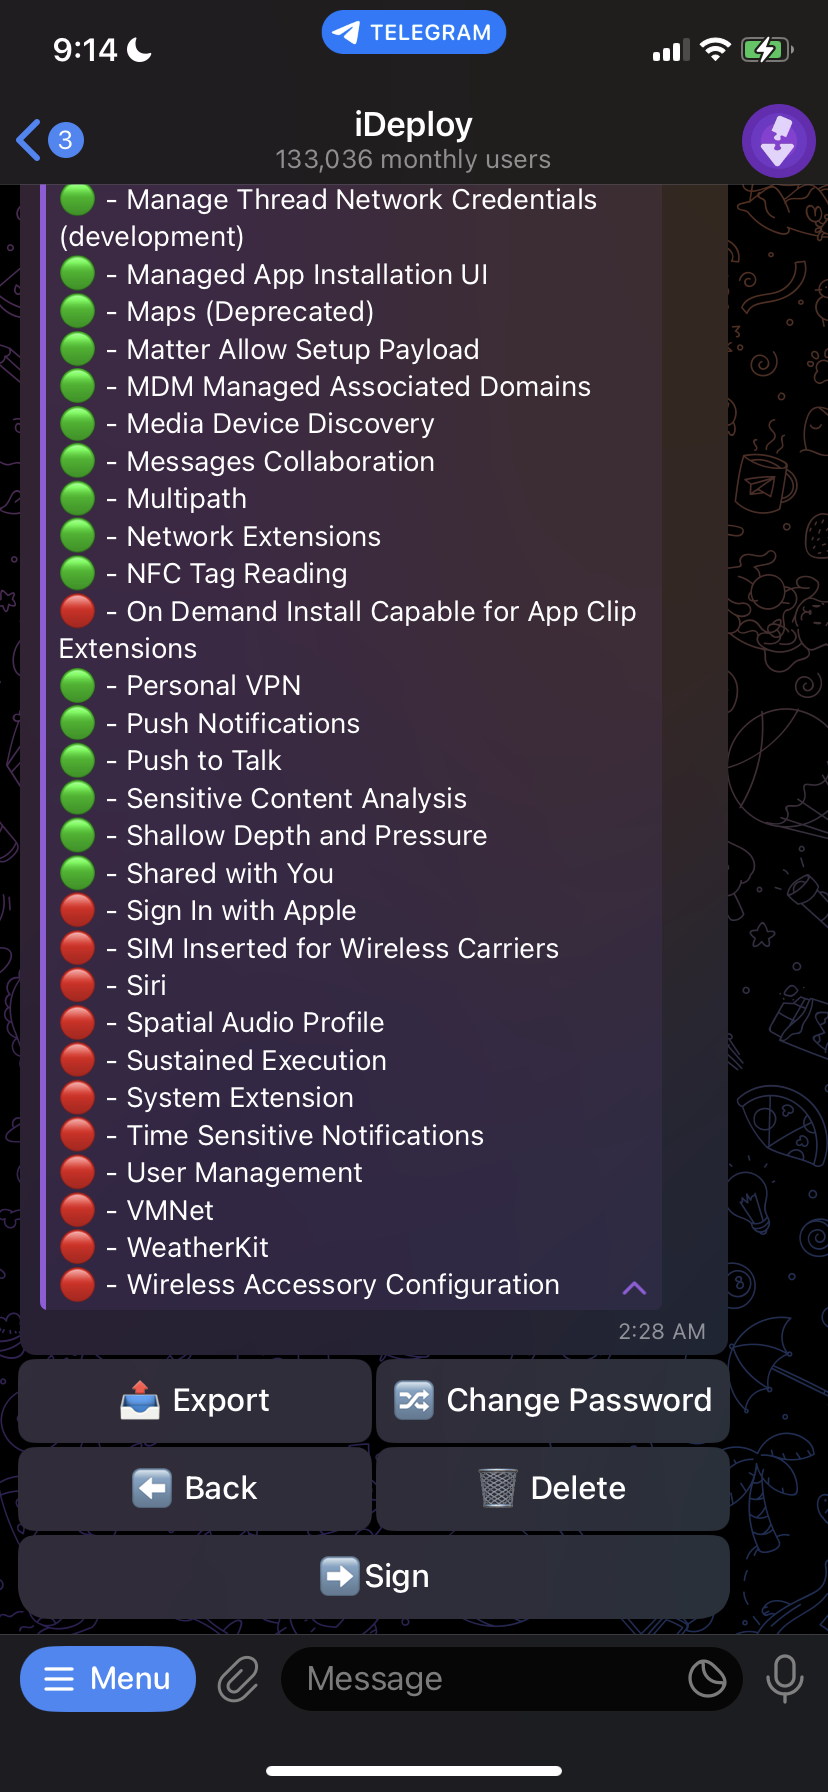 9:14
TELEGRAM
3
iDeploy
133,036 monthly users
- Manage Thread Network Credentials
(development)
- Managed App Installation UI
- Maps (Deprecated)
- Matter Allow Setup Payload
- MDM Managed Associated Domains
- Media Device Discovery
- Messages Collaboration
- Multipath
- Network Extensions
- NFC Tag Reading
- On Demand Install Capable for App Clip
Extensions
- Personal VPN
- Push Notifications
- Push to Talk
- Sensitive Content Analysis
- Shallow Depth and Pressure
- Shared with You
- Sign In with Apple
- SIM Inserted for Wireless Carriers
- Siri
- Spatial Audio Profile
- Sustained Execution
- System Extension
- Time Sensitive Notifications
- User Management
- VMNet
- WeatherKit
- Wireless Accessory Configuration
2:28 AM
Export
Change Password
Back
Delete
Sign
Menu
Message